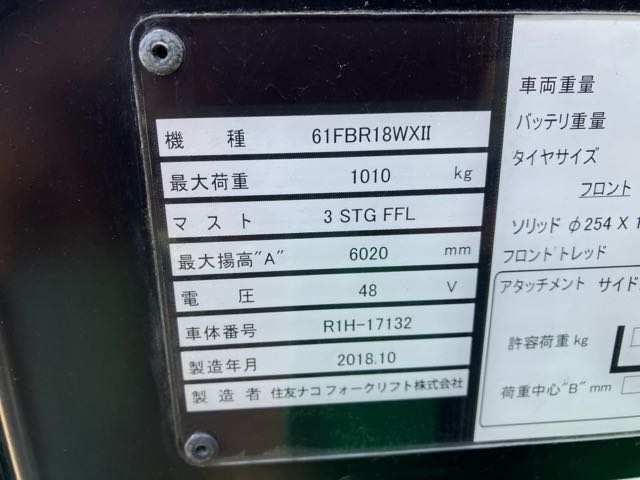 機 種 61FBR18WXII
最大荷重 1010 kg
マ ス ト 3 STG FFL
最大揚高"A" 6020 mm
電 圧 48 V
車体番号 R1H-17132
製造年月 2018.10
製 造 者 住友ナコフォークリフト株式会社
車両重量
バッテリ重量
タイヤサイズ
フロント
ソリッド φ254 X
フロントトレッド
アタッチメント サイド
許容荷重 kg
荷重中心"B" mm